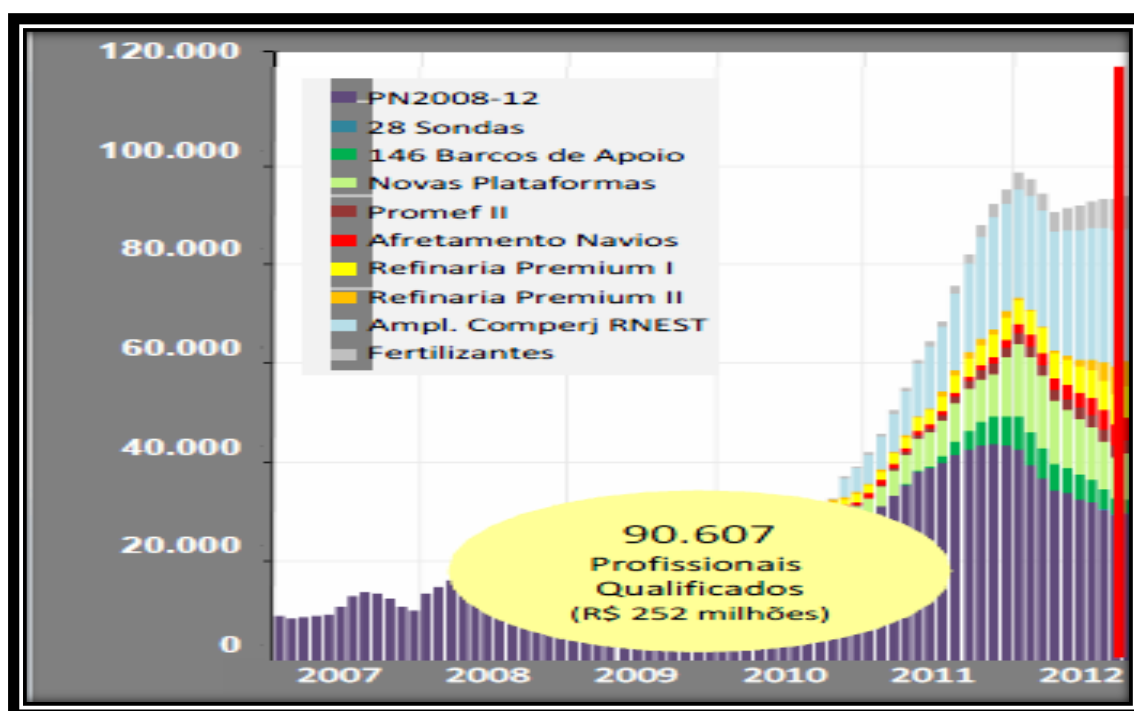 120.000
100.000
80.000
60.000
40.000
20.000
0
PN2008-12
28 Sondas
146 Barcos de Apoio
Novas Plataformas
Promef II
Afretamento Navios
Refinaria Premium I
Refinaria Premium II
Ampl. Comperj RNEST
Fertilizantes
90.607
Profissionais
Qualificados
(R$ 252 milhões)
2007 2008 2009 2010 2011 2012